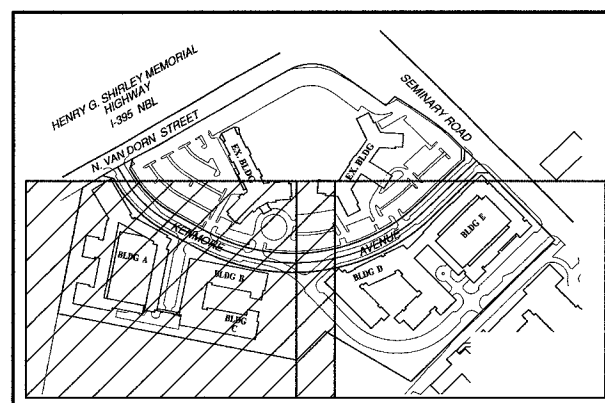 HENRY G. SHIRLEY MEMORIAL
HIGHWAY
I-395 NBL
N. VAN DORN STREET
SEMINARY ROAD
EX. BLDG
EX. BLDG
KENMORE
AVENUE
BLDG A
BLDG B
BLDG
C
BLDG D
BLDG E